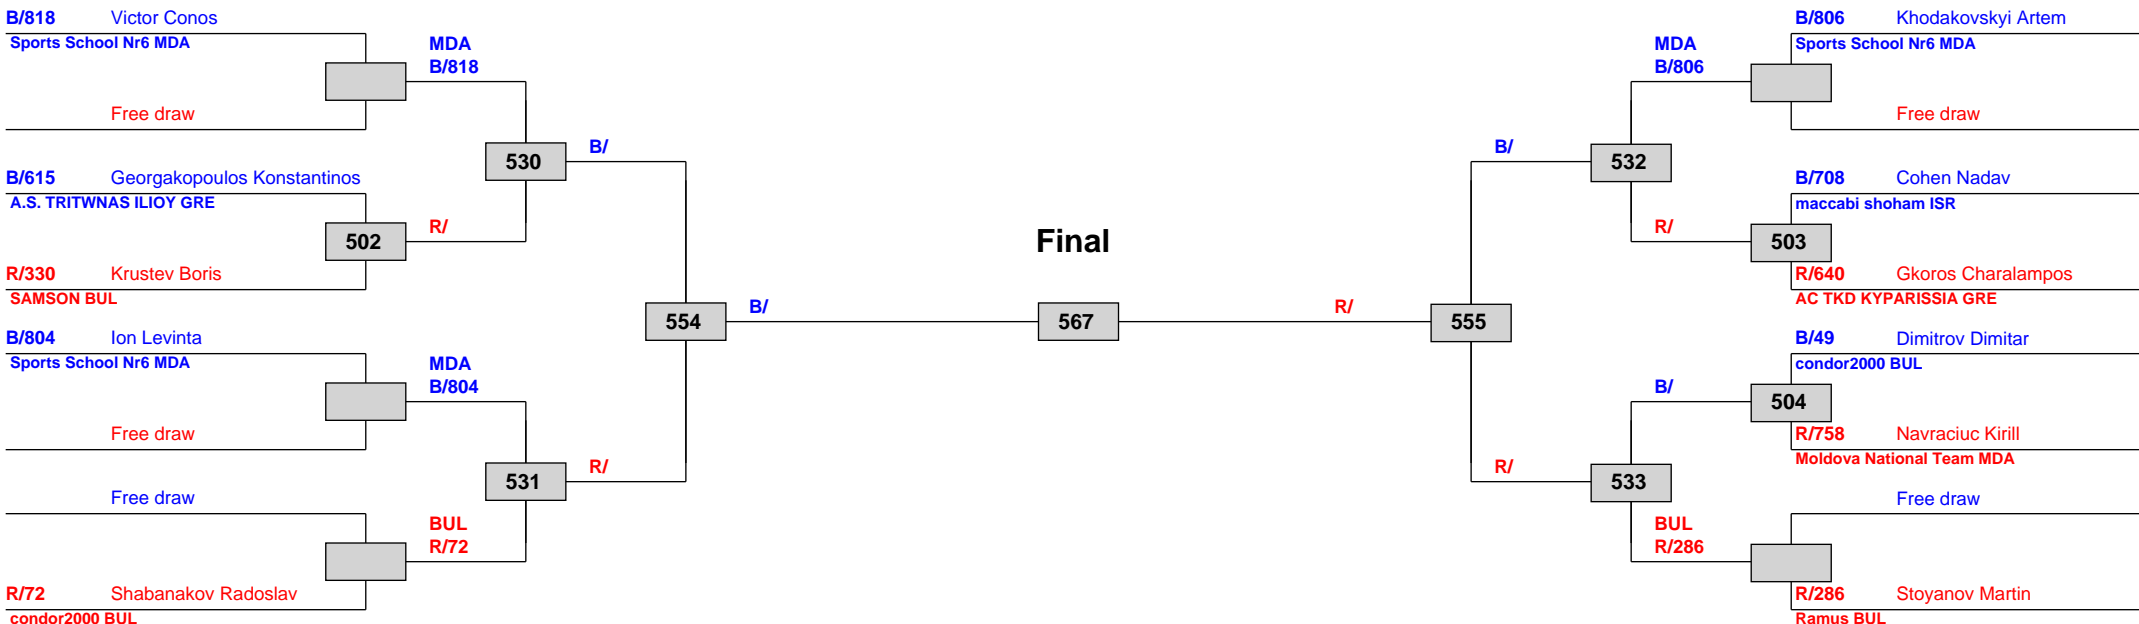 B/818 Victor Conos
Sports School Nr6 MDA
MDA
B/818
Free draw
530
B/
B/615 Georgakopoulos Konstantinos
A.S. TRITWNAS ILIOY GRE
502
R/
R/330 Krustev Boris
SAMSON BUL
554
B/
B/804 Ion Levinta
Sports School Nr6 MDA
MDA
B/804
Free draw
531
R/
Free draw
BUL
R/72
R/72 Shabanakov Radoslav
condor2000 BUL
Final
567
B/806 Khodakovskyi Artem
Sports School Nr6 MDA
MDA
B/806
Free draw
B/
532
B/708 Cohen Nadav
maccabi shoham ISR
R/
503
R/640 Gkoros Charalampos
AC TKD KYPARISSIA GRE
R/
555
B/49 Dimitrov Dimitar
condor2000 BUL
B/
504
R/758 Navraciuc Kirill
Moldova National Team MDA
R/
533
Free draw
BUL
R/286
R/286 Stoyanov Martin
Ramus BUL